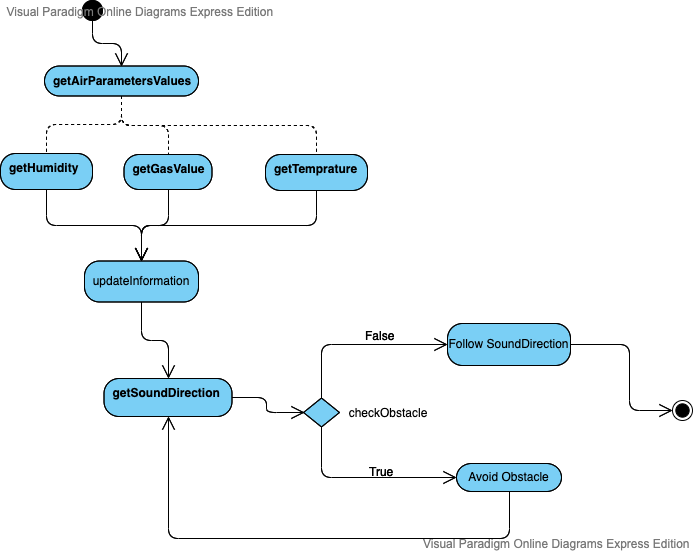 Visual Paradigm Online Diagrams Express Edition
getAirParametersValues
getHumidity
getGasValue
getTemprature
updateInformation
False
Follow SoundDirection
getSoundDirection
checkObstacle
True
Avoid Obstacle
Visual Paradigm Online Diagrams Express Edition